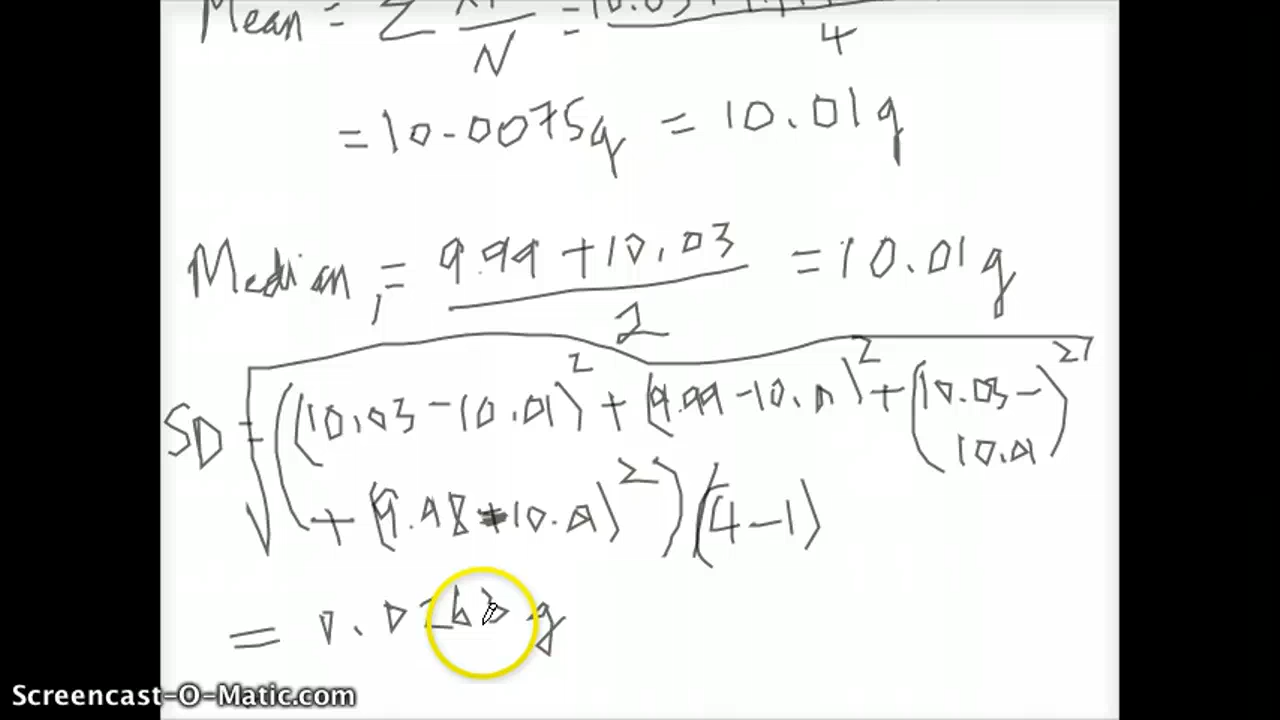 Mean = Σ xi / N = 10.03 + / 4
= 10.0075g = 10.01g
Median, = 9.99 + 10.03 / 2 = 10.01g
SD = √((10.03 - 10.01)² + (9.99 - 10.01)² + (10.03 - 10.01)²
+ (9.98 - 10.01)²) (4 - 1)
= 0.026 g
Screencast-O-Matic.com